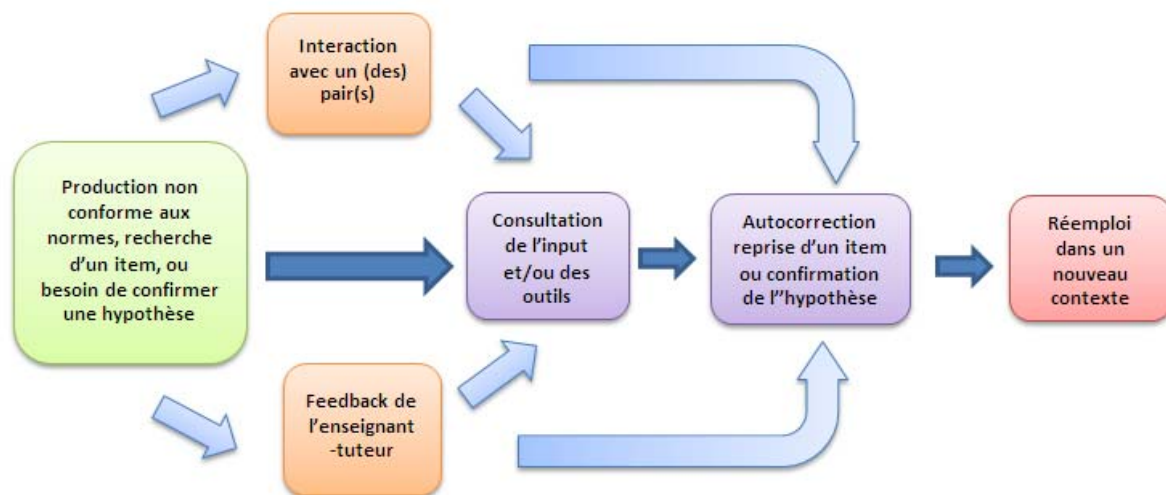 Interaction
avec un (des)
pair(s)
Production non
conforme aux
normes, recherche
d'un item, ou
besoin de confirmer
une hypothèse
Consultation
de l'input
et/ou des
outils
Autocorrection
reprise d'un item
ou confirmation
de l''hypothèse
Réemploi
dans un
nouveau
contexte
Feedback de
l'enseignant
-tuteur